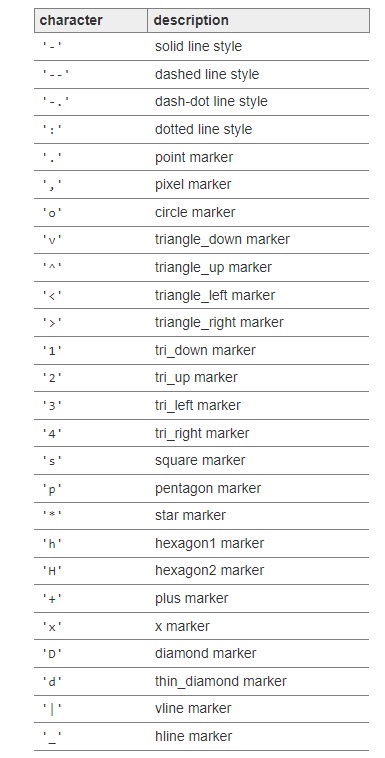 character description
'-' solid line style
'--' dashed line style
'-.' dash-dot line style
':' dotted line style
'.' point marker
',' pixel marker
'o' circle marker
'v' triangle_down marker
'^' triangle_up marker
'<' triangle_left marker
'>' triangle_right marker
'1' tri_down marker
'2' tri_up marker
'3' tri_left marker
'4' tri_right marker
's' square marker
'p' pentagon marker
'*' star marker
'h' hexagon1 marker
'H' hexagon2 marker
'+' plus marker
'x' x marker
'D' diamond marker
'd' thin_diamond marker
'|' vline marker
'_' hline marker